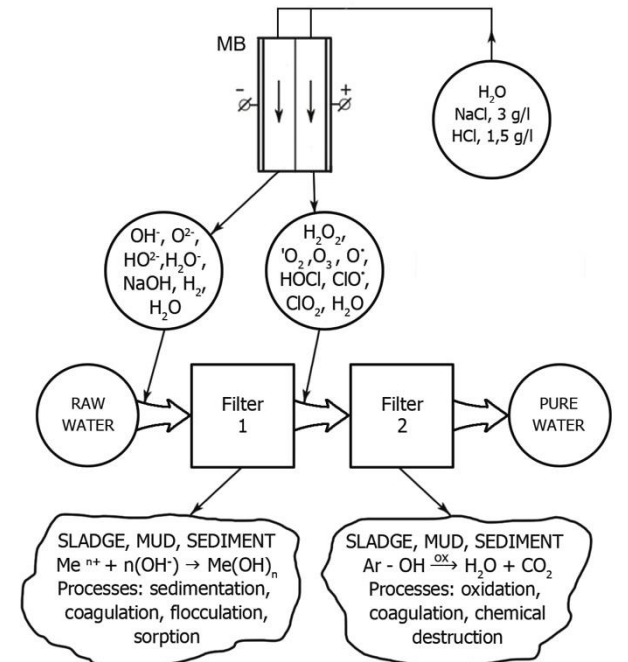 MB
-
+
H₂O
NaCl, 3 g/l
HCl, 1,5 g/l
OH⁻, O²⁻,
HO²⁻,H₂O⁻,
NaOH, H₂,
H₂O
H₂O₂,
'O₂,O₃, O˙,
HOCl, ClO˙,
ClO₂, H₂O
RAW
WATER
Filter
1
Filter
2
PURE
WATER
SLADGE, MUD, SEDIMENT
Me ⁿ⁺ + n(OH⁻) → Me(OH)ₙ
Processes: sedimentation,
coagulation, flocculation,
sorption
SLADGE, MUD, SEDIMENT
Ar - OH —ox→ H₂O + CO₂
Processes: oxidation,
coagulation, chemical
destruction